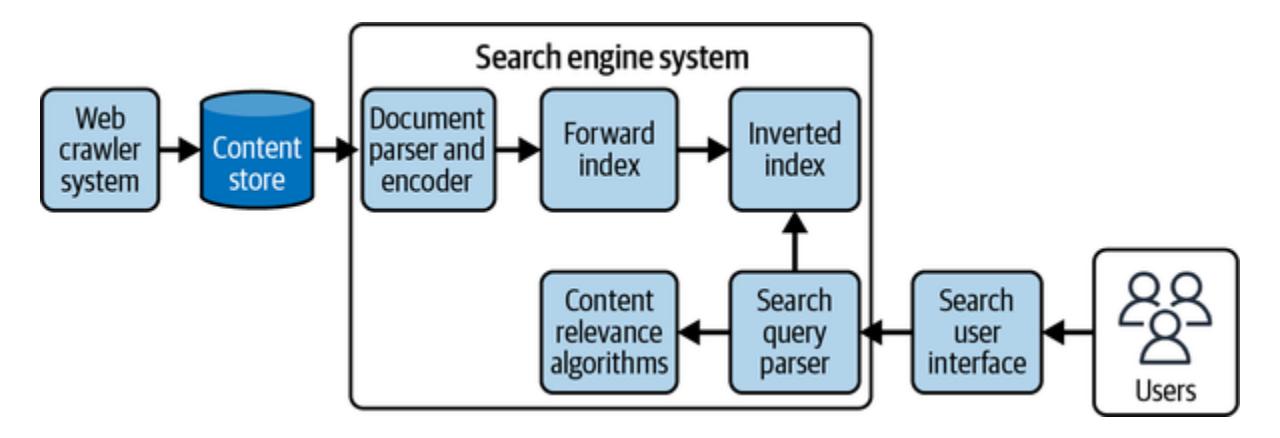 Search engine system
Web
crawler
system
Content
store
Document
parser and
encoder
Forward
index
Inverted
index
Content
relevance
algorithms
Search
query
parser
Search
user
interface
Users